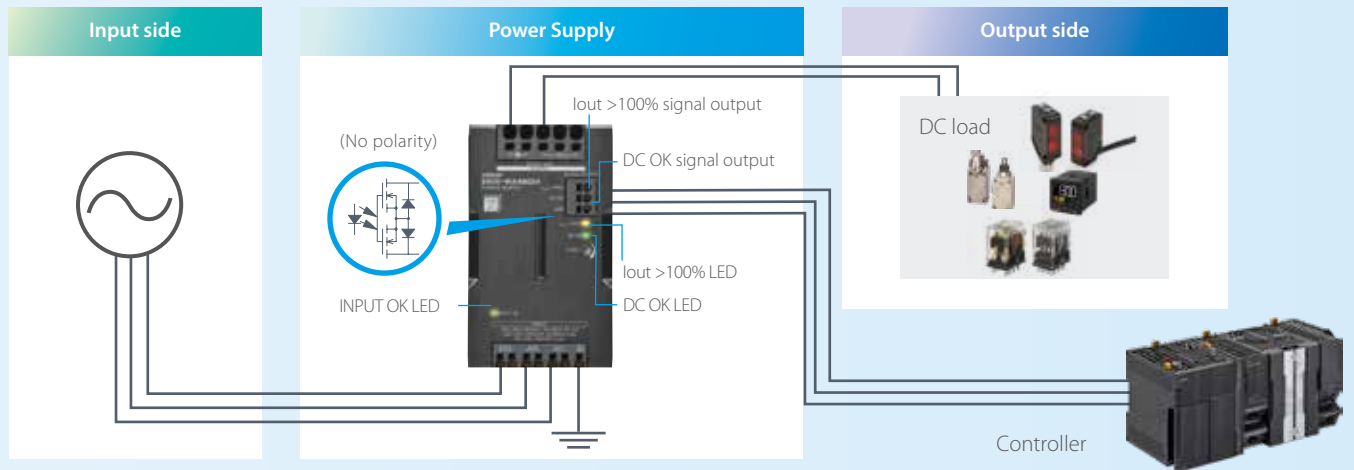 Input side
Power Supply
Output side
Iout >100% signal output
DC load
(No polarity)
DC OK signal output
Iout >100% LED
INPUT OK LED
DC OK LED
Controller